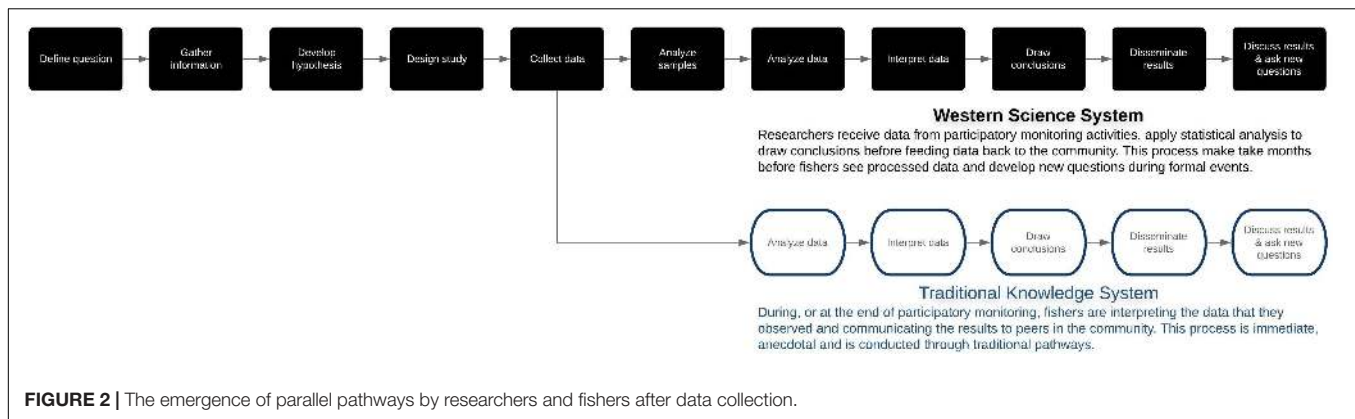 Define question
Gather
information
Develop
hypothesis
Design study
Collect data
Analyze
samples
Analyze data
Interpret data
Draw
conclusions
Disseminate
results
Discuss results
& ask new
questions
Western Science System
Researchers receive data from participatory monitoring activities, apply statistical analysis to
draw conclusions before feeding data back to the community. This process make take months
before fishers see processed data and develop new questions during formal events.
Analyze data
Interpret data
Draw
conclusions
Disseminate
results
Discuss results
& ask new
questions
Traditional Knowledge System
During, or at the end of participatory monitoring, fishers are interpreting the data that they
observed and communicating the results to peers in the community. This process is immediate,
anecdotal and is conducted through traditional pathways.
FIGURE 2 | The emergence of parallel pathways by researchers and fishers after data collection.